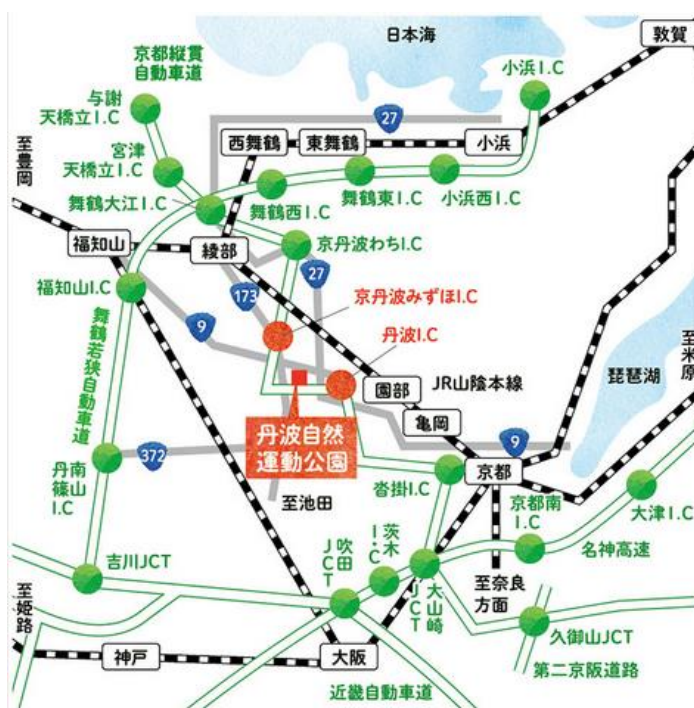 日本海
敦賀
京都縦貫
自動車道
小浜I.C
与謝
天橋立I.C
27
西舞鶴
東舞鶴
小浜
至豊岡
宮津
天橋立I.C
舞鶴大江I.C
舞鶴西I.C
舞鶴東I.C
小浜西I.C
福知山
綾部
京丹波わちI.C
福知山I.C
27
173
京丹波みずほI.C
9
丹波I.C
舞鶴若狭自動車道
園部
JR山陰本線
亀岡
琵琶湖
至米原
丹波自然
運動公園
9
372
京都
丹南
篠山
I.C
至池田
沓掛I.C
京都南
I.C
大津I.C
吉川JCT
吹田
JCT
茨木
I.C
大山崎
JCT
名神高速
至奈良
方面
至姫路
久御山JCT
神戸
大阪
第二京阪道路
近畿自動車道